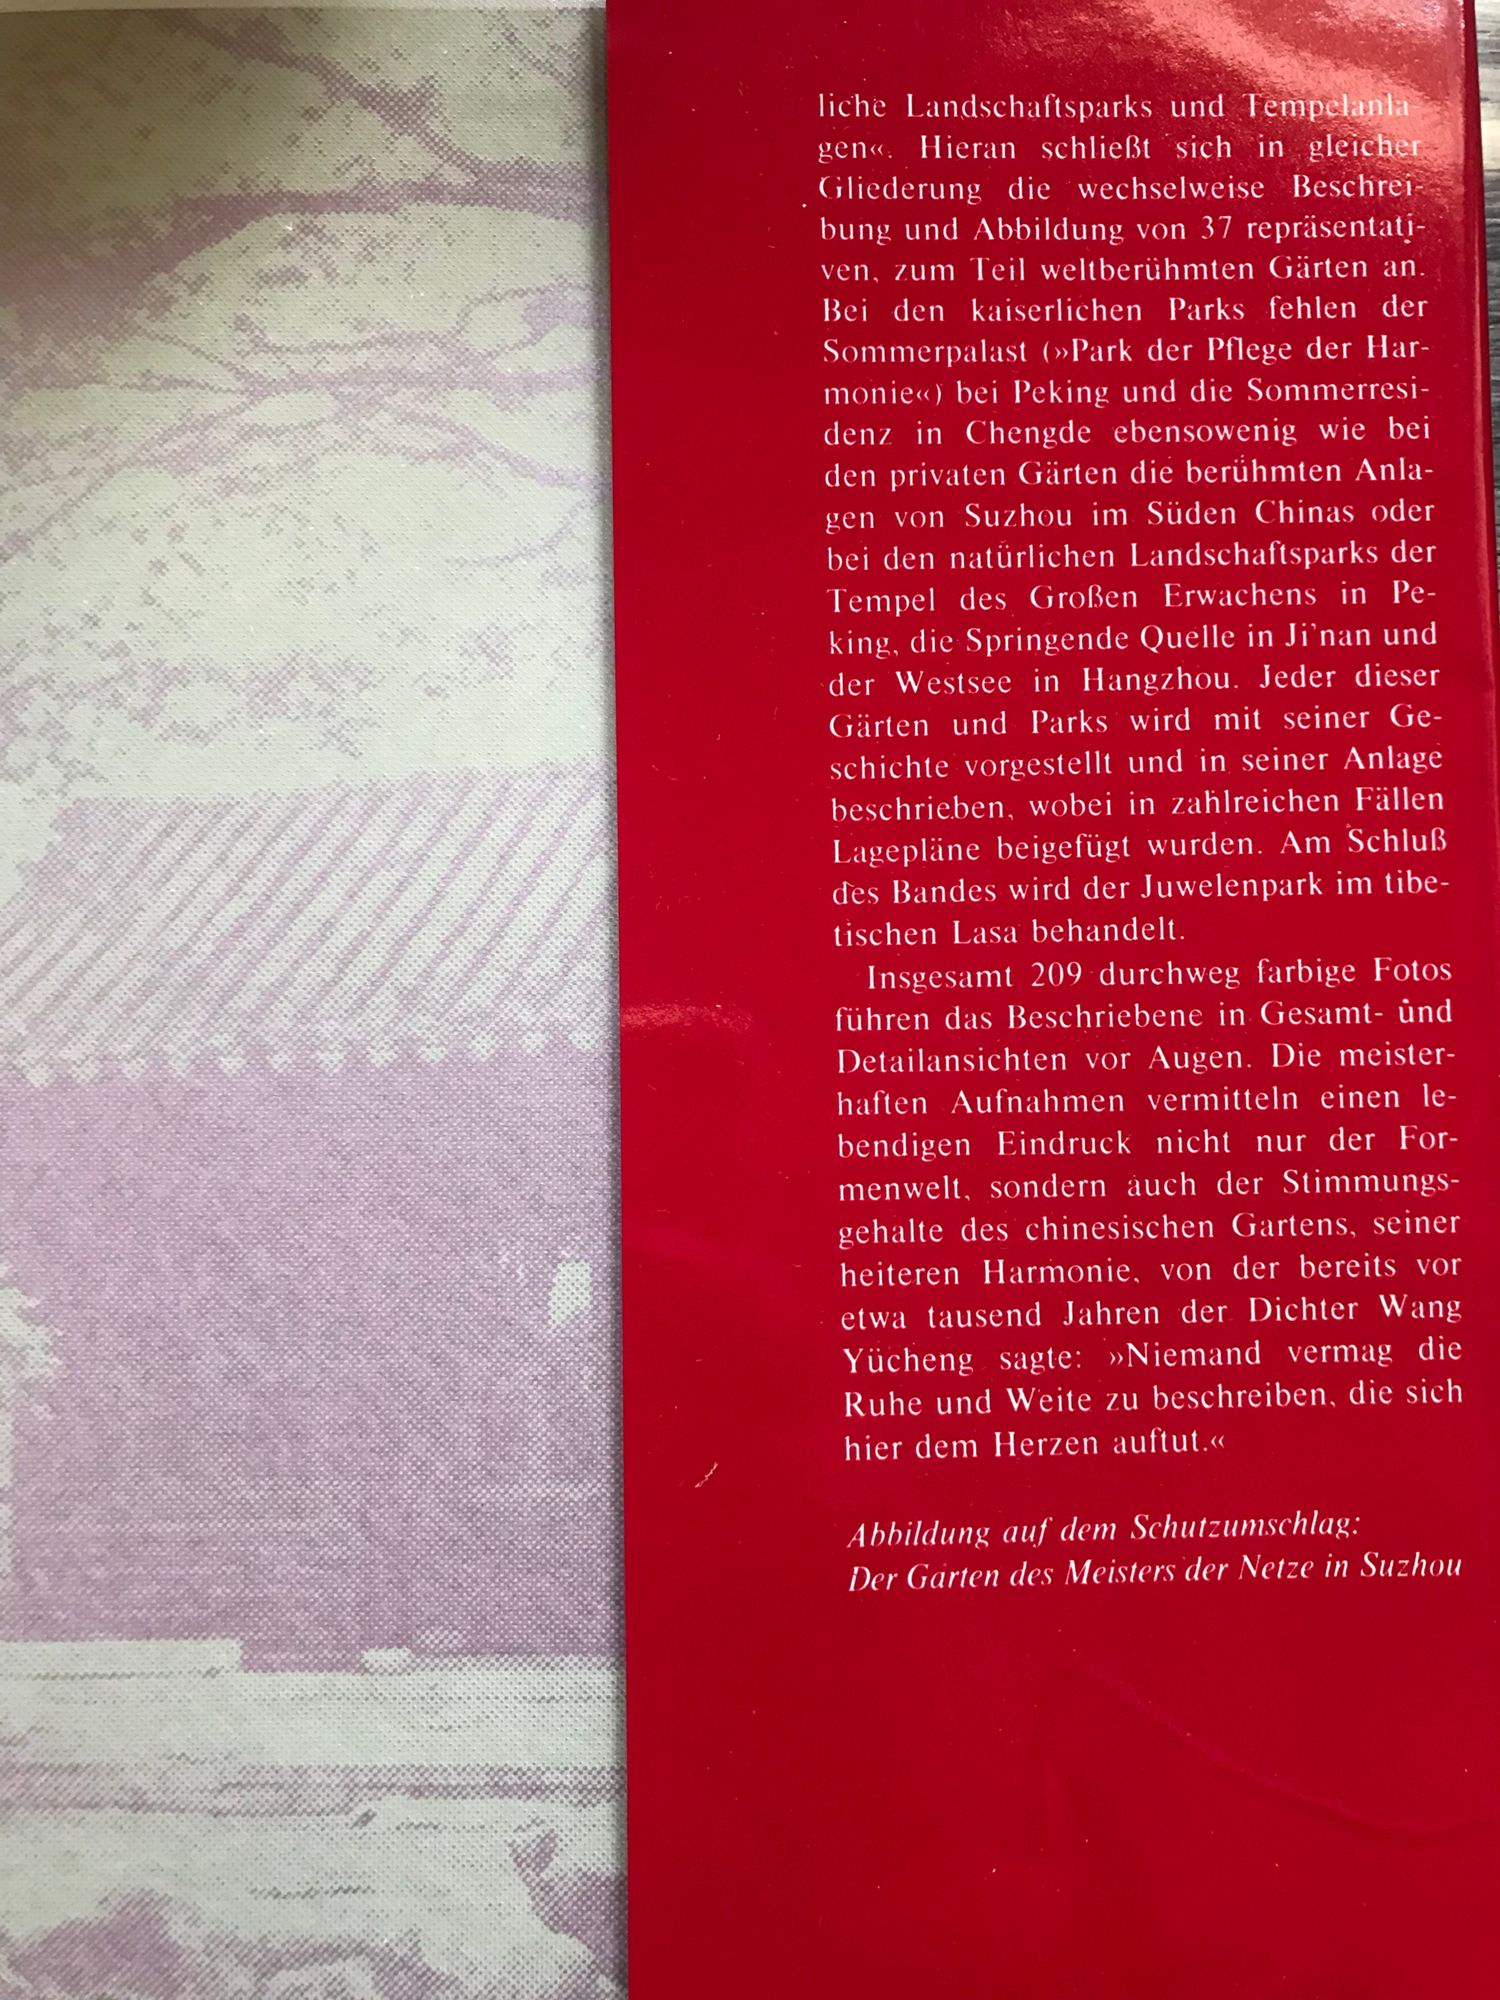 liche Landschaftsparks und Tempelanla-
gen«. Hieran schließt sich in gleicher
Gliederung die wechselweise Beschrei-
bung und Abbildung von 37 repräsentati-
ven, zum Teil weltberühmten Gärten an.
Bei den kaiserlichen Parks fehlen der
Sommerpalast (»Park der Pflege der Har-
monie«) bei Peking und die Sommerresi-
denz in Chengde ebensowenig wie bei
den privaten Gärten die berühmten Anla-
gen von Suzhou im Süden Chinas oder
bei den natürlichen Landschaftsparks der
Tempel des Großen Erwachens in Pe-
king, die Springende Quelle in Ji'nan und
der Westsee in Hangzhou. Jeder dieser
Gärten und Parks wird mit seiner Ge-
schichte vorgestellt und in seiner Anlage
beschrieben, wobei in zahlreichen Fällen
Lagepläne beigefügt wurden. Am Schluß
des Bandes wird der Juwelenpark im tibe-
tischen Lasa behandelt.
Insgesamt 209 durchweg farbige Fotos
führen das Beschriebene in Gesamt- und
Detailansichten vor Augen. Die meister-
haften Aufnahmen vermitteln einen le-
bendigen Eindruck nicht nur der For-
menwelt, sondern auch der Stimmungs-
gehalte des chinesischen Gartens, seiner
heiteren Harmonie, von der bereits vor
etwa tausend Jahren der Dichter Wang
Yücheng sagte: »Niemand vermag die
Ruhe und Weite zu beschreiben, die sich
hier dem Herzen auftut.«
Abbildung auf dem Schutzumschlag:
Der Garten des Meisters der Netze in Suzhou